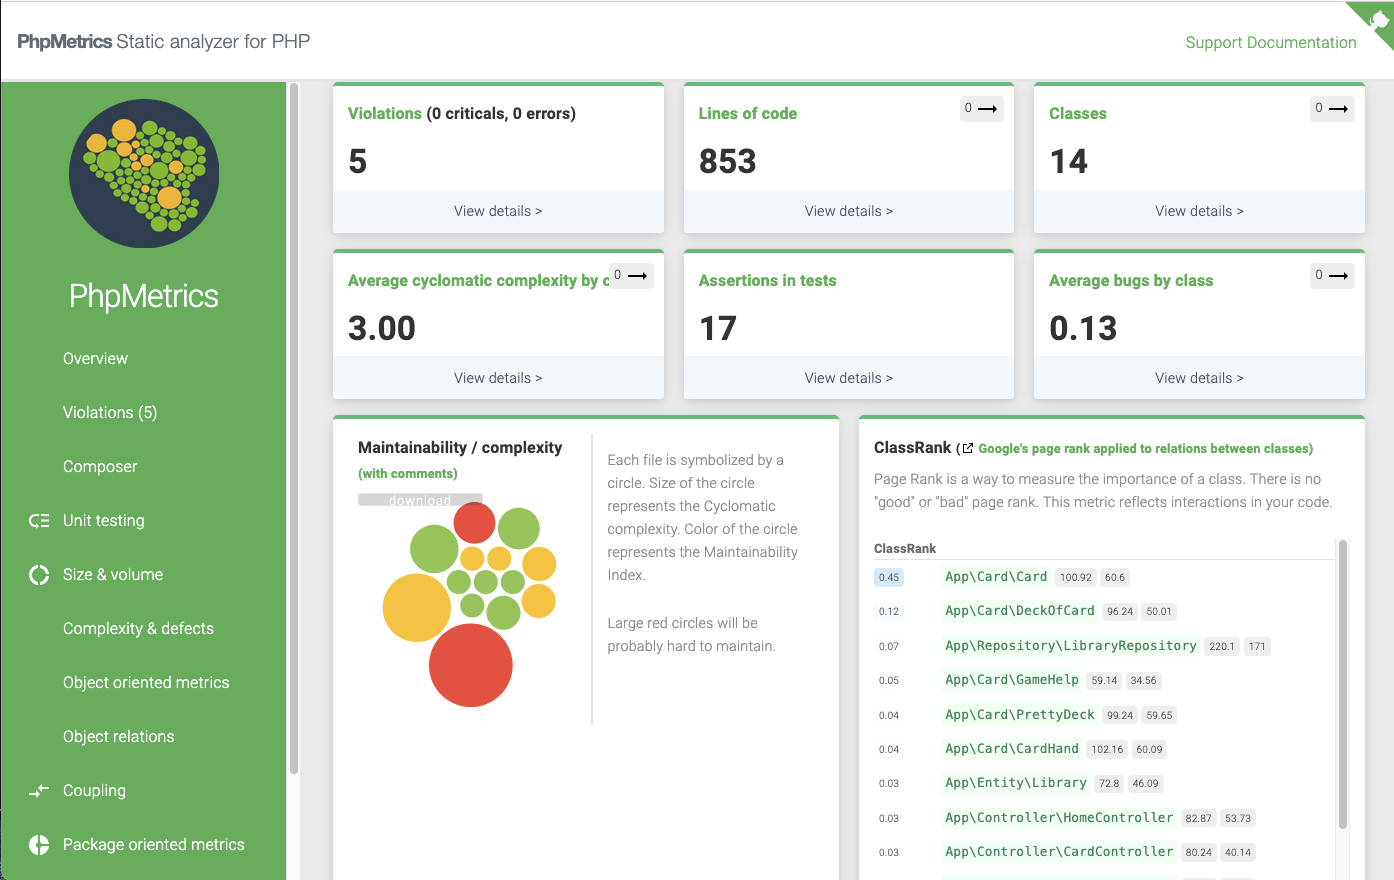 PhpMetrics Static analyzer for PHP
Support Documentation
PhpMetrics
Overview
Violations (5)
Composer
Unit testing
Size & volume
Complexity & defects
Object oriented metrics
Object relations
Coupling
Package oriented metrics
Violations (0 criticals, 0 errors)
5
View details >
Lines of code
0
853
View details >
Classes
0
14
View details >
Average cyclomatic complexity by c
0
3.00
View details >
Assertions in tests
17
View details >
Average bugs by class
0
0.13
View details >
Maintainability / complexity
(with comments)
download
Each file is symbolized by a
circle. Size of the circle
represents the Cyclomatic
complexity. Color of the circle
represents the Maintainability
Index.
Large red circles will be
probably hard to maintain.
ClassRank (Google's page rank applied to relations between classes)
Page Rank is a way to measure the importance of a class. There is no
"good" or "bad" page rank. This metric reflects interactions in your code.
ClassRank
0.45 App\Card\Card 100.92 60.6
0.12 App\Card\DeckOfCard 96.24 50.01
0.07 App\Repository\LibraryRepository 220.1 171
0.05 App\Card\GameHelp 59.14 34.56
0.04 App\Card\PrettyDeck 99.24 59.65
0.04 App\Card\CardHand 102.16 60.09
0.03 App\Entity\Library 72.8 46.09
0.03 App\Controller\HomeController 82.87 53.73
0.03 App\Controller\CardController 80.24 40.14